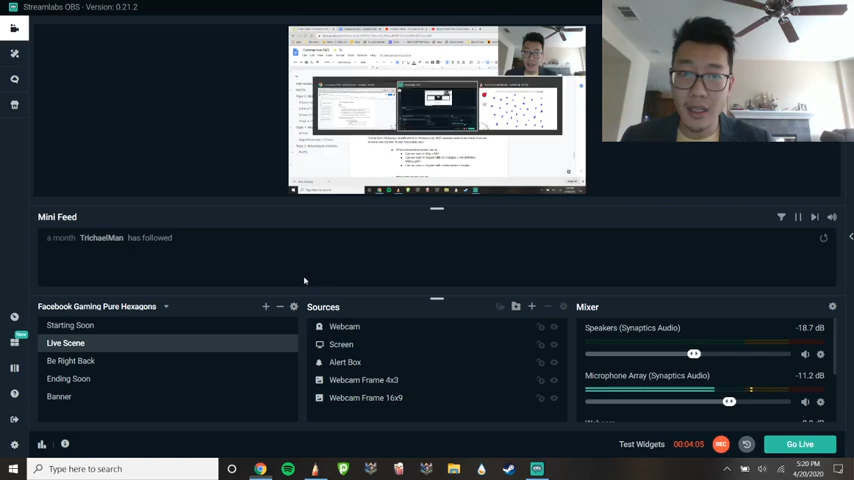 Streamlabs OBS - Version: 0.21.2
Mini Feed
a month TrichaelMan has followed
Facebook Gaming Pure Hexagons
Starting Soon
Live Scene
Be Right Back
Ending Soon
Banner
New
Sources
Webcam
Screen
Alert Box
Webcam Frame 4x3
Webcam Frame 16x9
Mixer
Speakers (Synaptics Audio) -18.7 dB
Microphone Array (Synaptics Audio) -11.2 dB
Test Widgets 00:04:05 REC Go Live
Type here to search
5:20 PM
4/20/2020